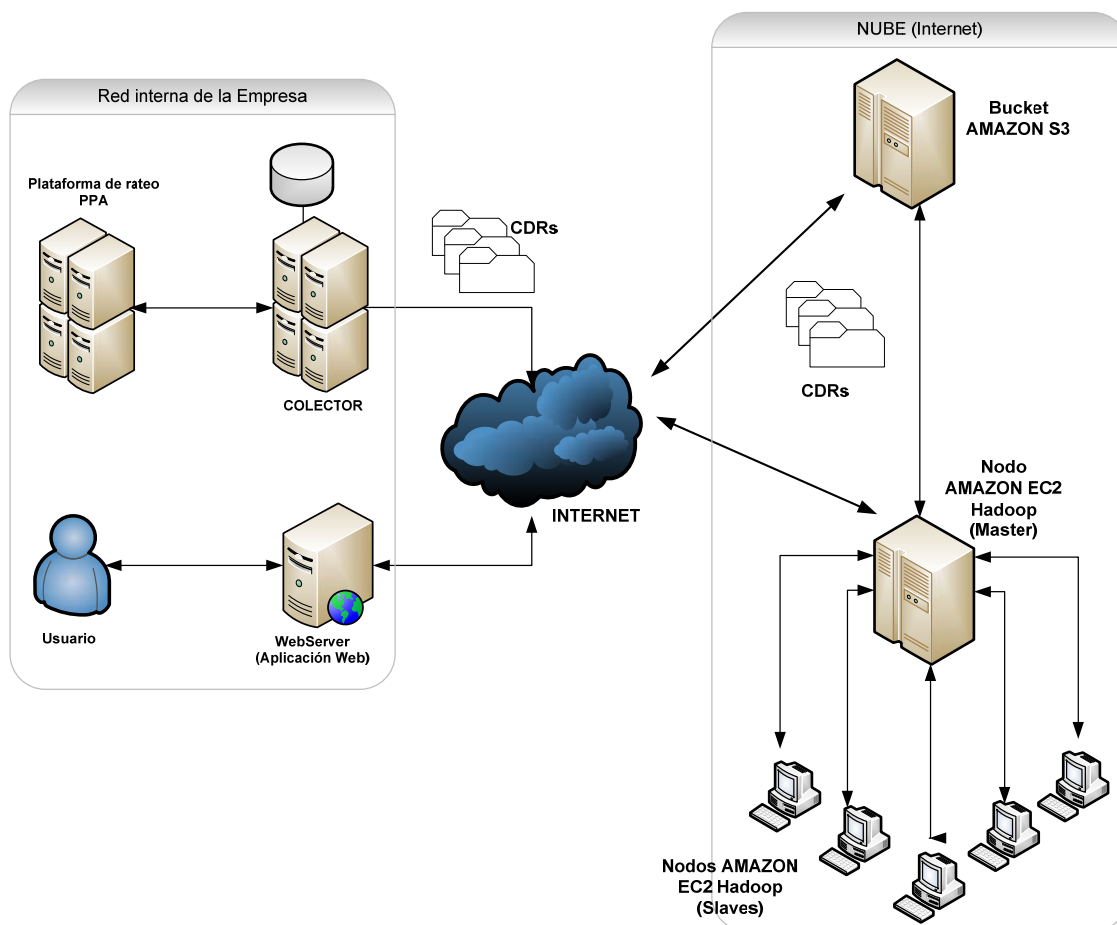 NUBE (Internet)
Red interna de la Empresa
Bucket
AMAZON S3
Plataforma de rateo
PPA
CDRs
COLECTOR
CDRs
INTERNET
Nodo
AMAZON EC2
Hadoop
(Master)
Usuario
WebServer
(Aplicación Web)
Nodos AMAZON
EC2 Hadoop
(Slaves)